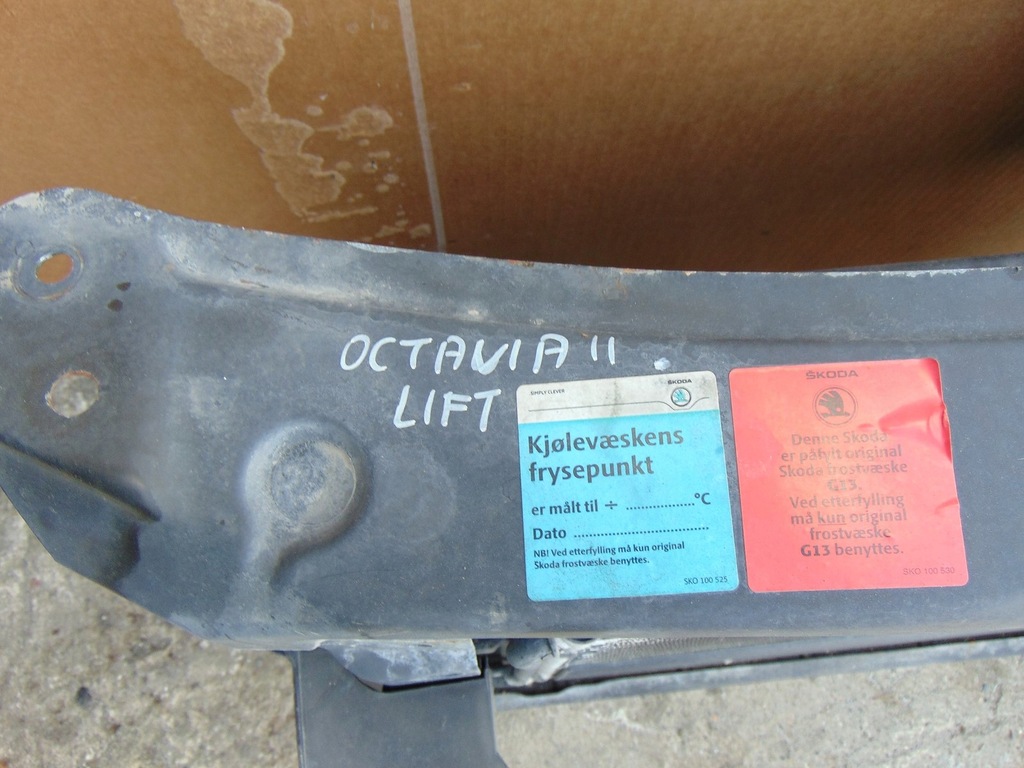 OCTAVIA II
LIFT
SIMPLY CLEVER
ŠKODA
Kjølevæskens
frysepunkt
er målt til ÷ ..................°C
Dato ..............................
NB! Ved etterfylling må kun original
Skoda frostvæske benyttes.
SKO 100 525
ŠKODA
Denne Skoda
er påfylt original
Skoda frostvæske
G13.
Ved etterfylling
må kun original
frostvæske
G13 benyttes.
SKO 100 530